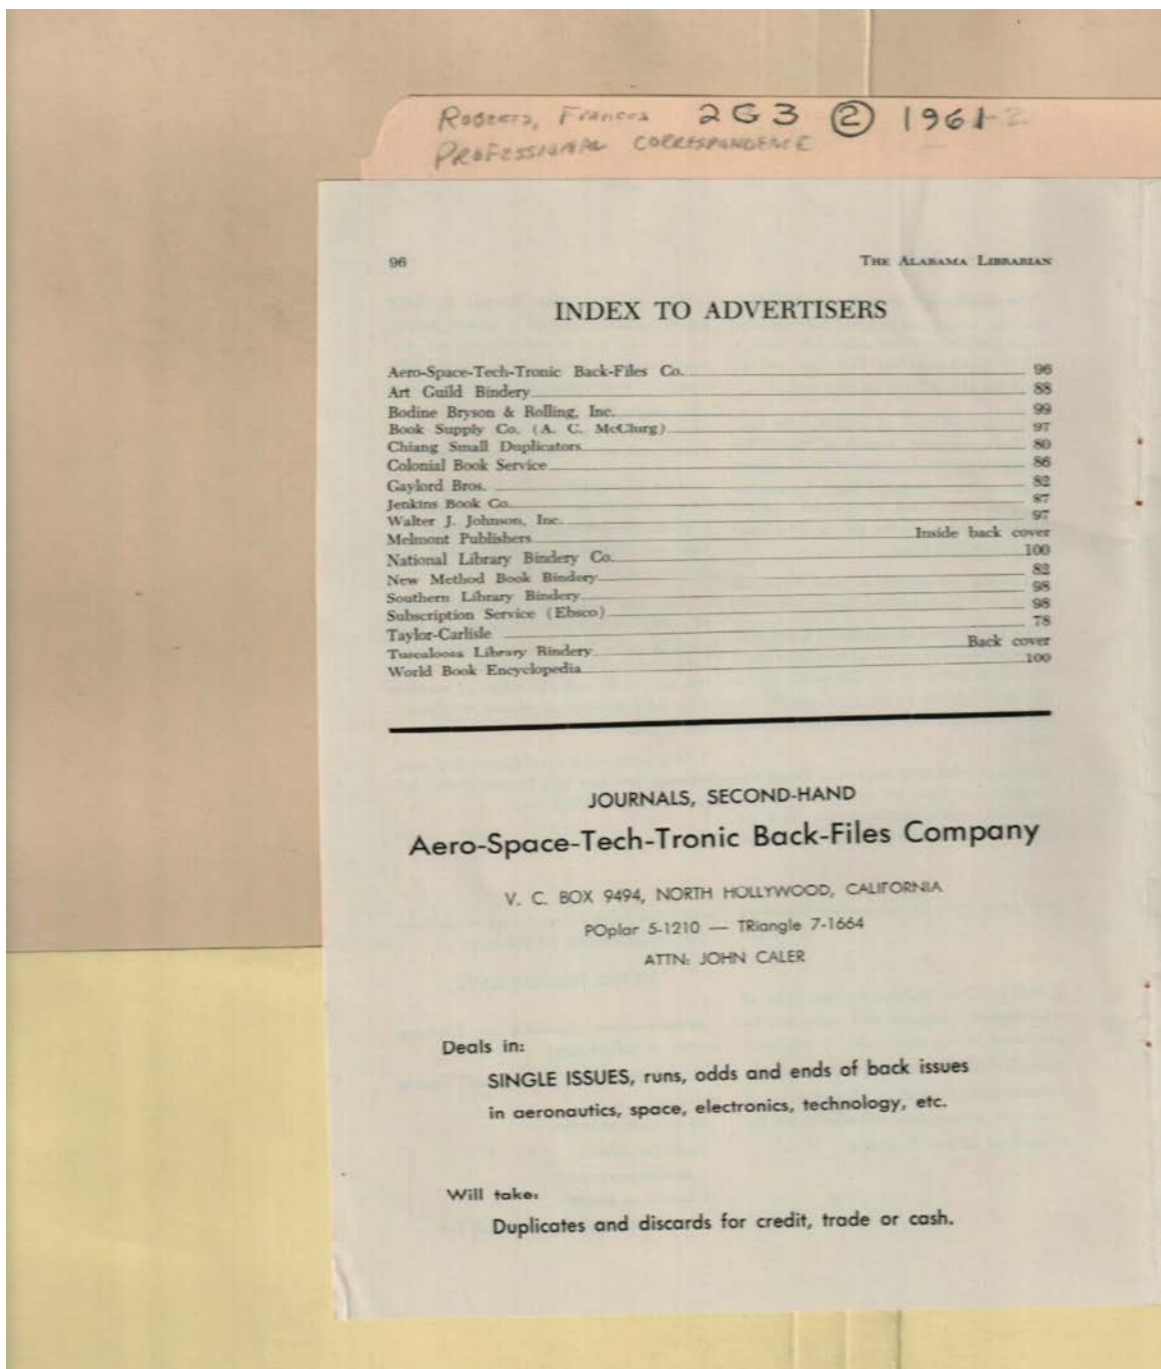 Roberts, Frances 2G3 ② 1961-2
PROFESSIONAL CORRESPONDENCE
96 THE ALABAMA LIBRARIAN
INDEX TO ADVERTISERS
Aero-Space-Tech-Tronic Back-Files Co. 96
Art Guild Bindery 88
Bodine Bryson & Rolling, Inc. 99
Book Supply Co. (A. C. McClurg) 97
Chiang Small Duplicators 80
Colonial Book Service 86
Gaylord Bros. 82
Jenkins Book Co. 87
Walter J. Johnson, Inc. 97
Melmont Publishers Inside back cover
National Library Bindery Co. 100
New Method Book Bindery 82
Southern Library Bindery 98
Subscription Service (Ebsco) 98
Taylor-Carlisle 78
Tuscaloosa Library Bindery Back cover
World Book Encyclopedia 100
JOURNALS, SECOND-HAND
Aero-Space-Tech-Tronic Back-Files Company
V. C. BOX 9494, NORTH HOLLYWOOD, CALIFORNIA
POplar 5-1210 — TRiangle 7-1664
ATTN: JOHN CALER
Deals in:
SINGLE ISSUES, runs, odds and ends of back issues
in aeronautics, space, electronics, technology, etc.
Will take:
Duplicates and discards for credit, trade or cash.